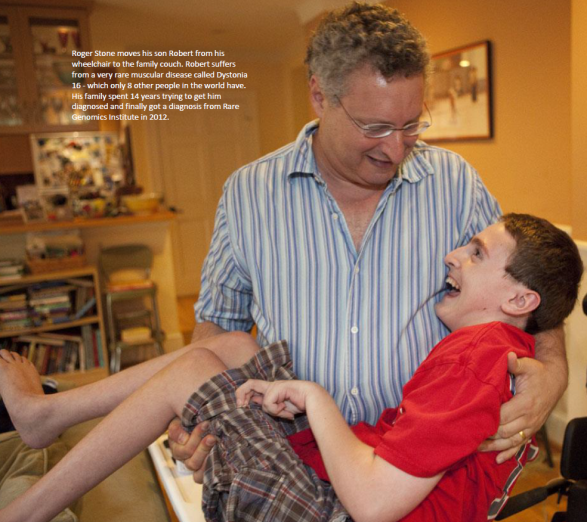 Roger Stone moves his son Robert from his
wheelchair to the family couch. Robert suffers
from a very rare muscular disease called Dystonia
16 - which only 8 other people in the world have.
His family spent 14 years trying to get him
diagnosed and finally got a diagnosis from Rare
Genomics Institute in 2012.